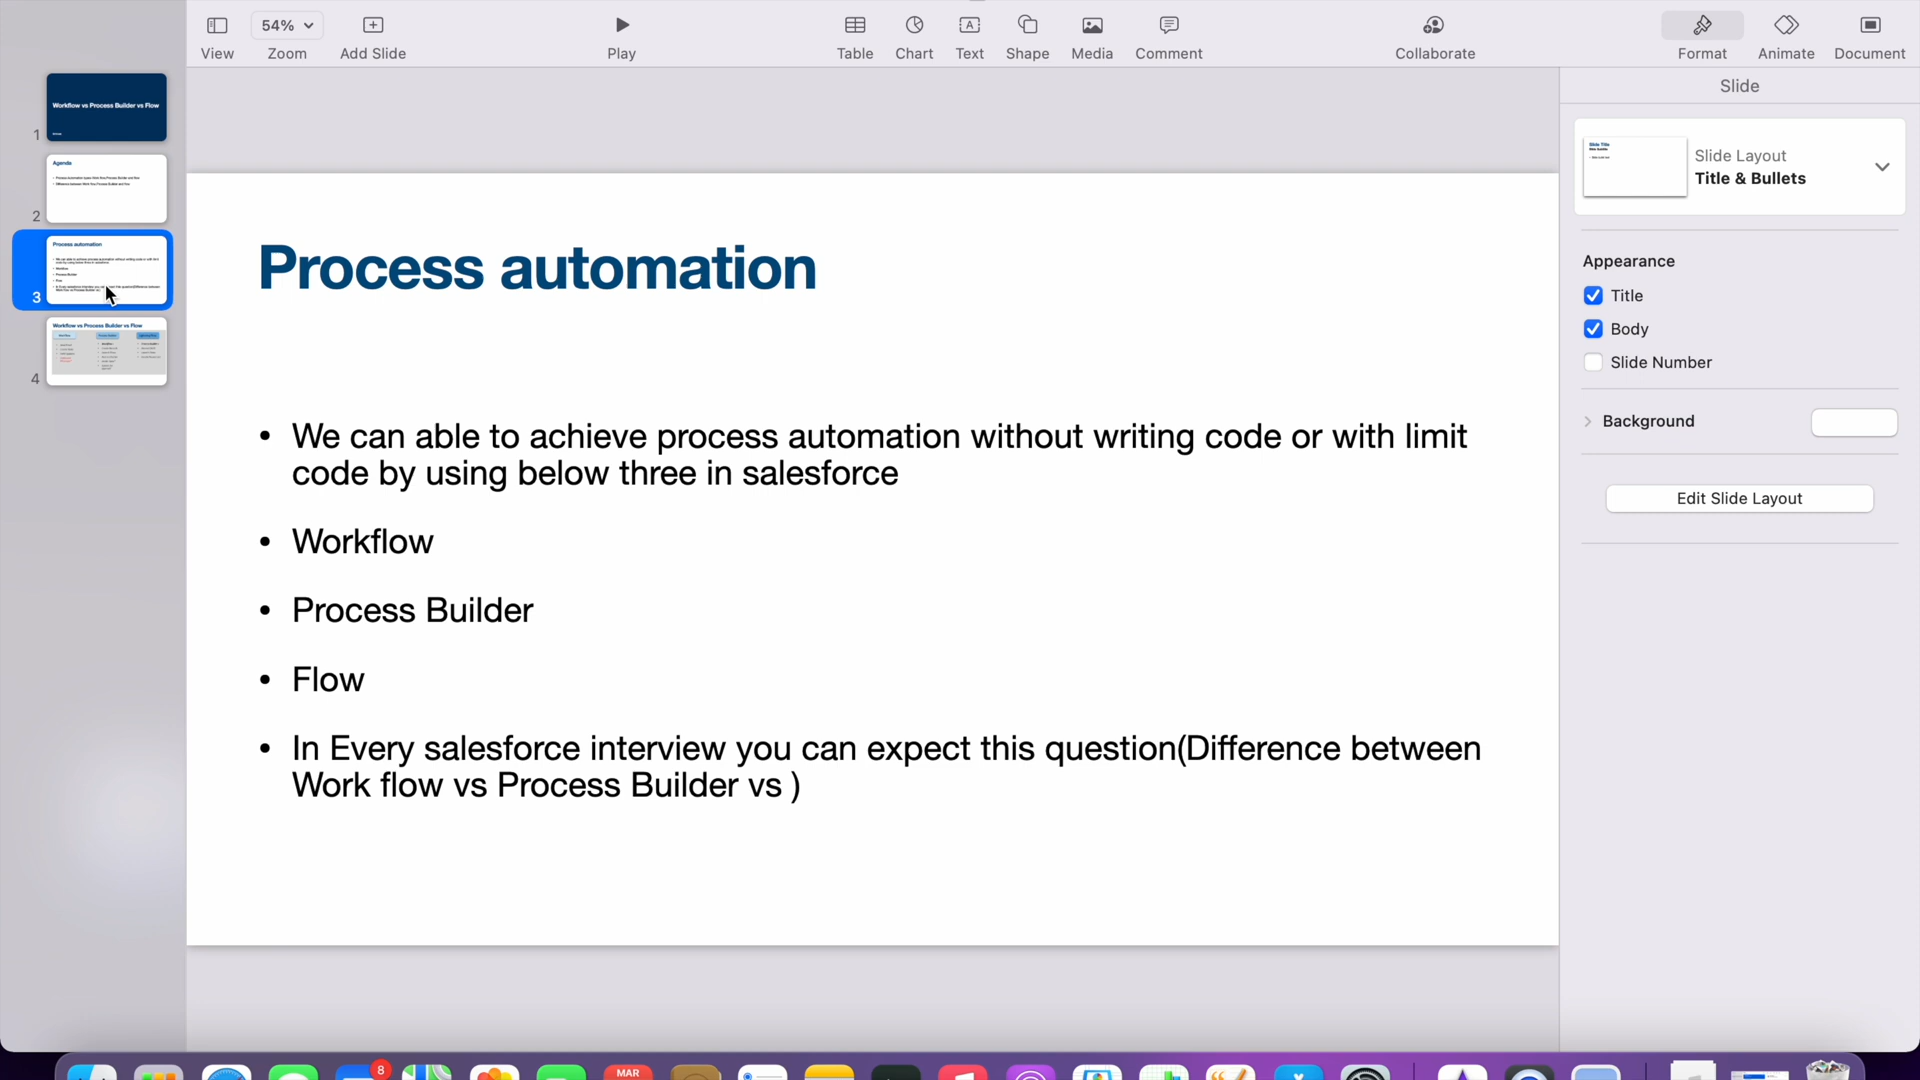 54%
View
Zoom
Add Slide
Play
Table
Chart
Text
Shape
Media
Comment
Collaborate
Format
Animate
Document
Workflow vs Process Builder vs Flow
1
Agenda
2
Process automation
3
Workflow vs Process Builder vs Flow
4
Process automation
• We can able to achieve process automation without writing code or with limit
code by using below three in salesforce
• Workflow
• Process Builder
• Flow
• In Every salesforce interview you can expect this question(Difference between
Work flow vs Process Builder vs )
Slide
Slide Title
Slide Layout
Title & Bullets
Appearance
Title
Body
Slide Number
Background
Edit Slide Layout
8
MAR